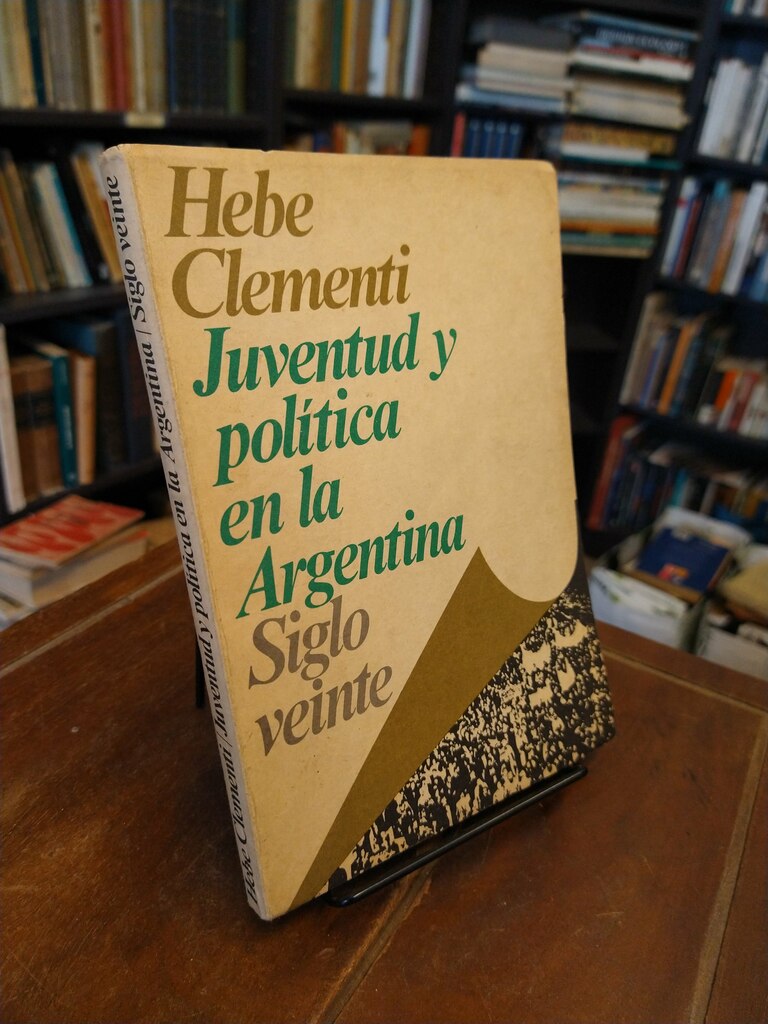 Hebe
Clementi
Juventud y
política
en la
Argentina
Siglo
veinte
Hebe Clementi / Juventud y política en la Argentina / Siglo veinte